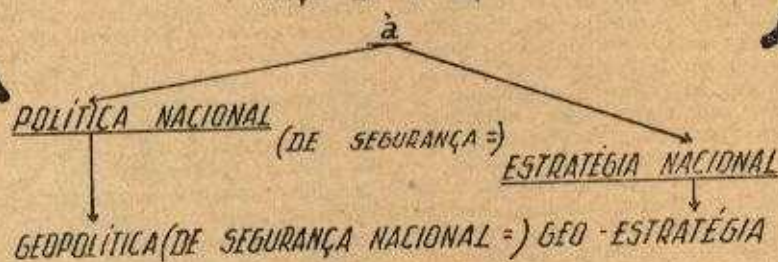 à
POLÍTICA NACIONAL
(DE SEGURANÇA =)
ESTRATÉGIA NACIONAL
GEOPOLÍTICA (DE SEGURANÇA NACIONAL =) GEO - ESTRATÉGIA